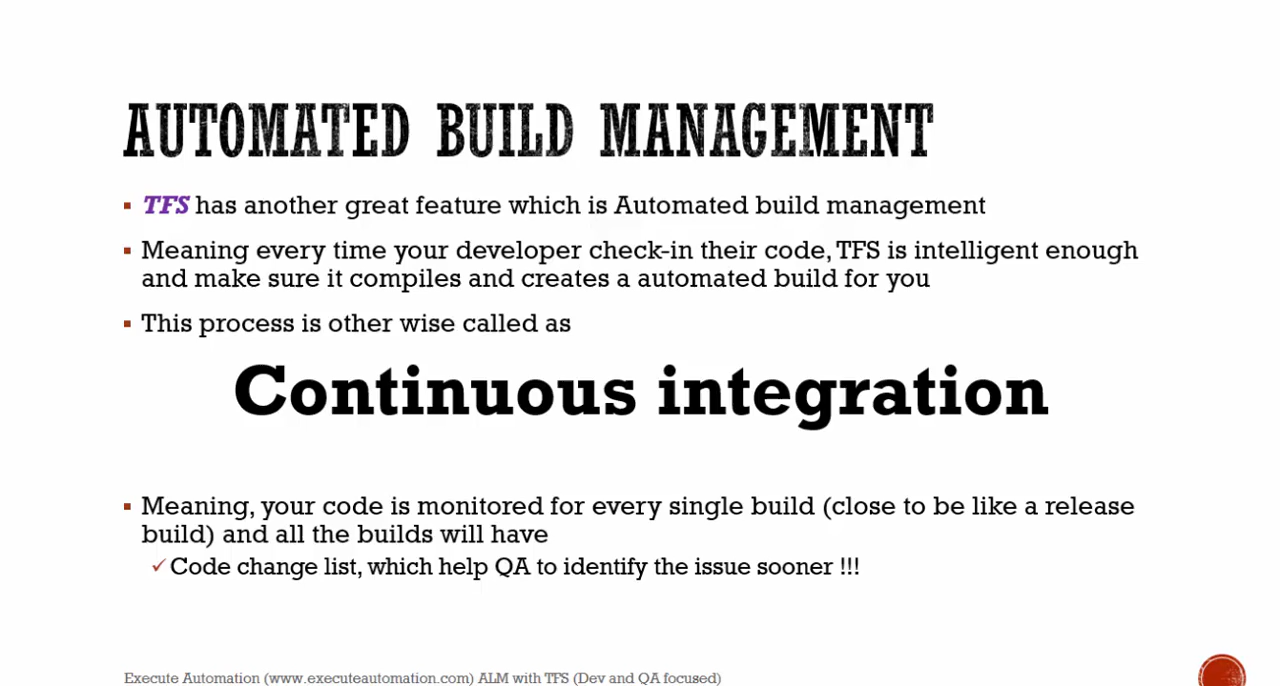 AUTOMATED BUILD MANAGEMENT
▪ TFS has another great feature which is Automated build management
▪ Meaning every time your developer check-in their code, TFS is intelligent enough
and make sure it compiles and creates a automated build for you
▪ This process is other wise called as
Continuous integration
▪ Meaning, your code is monitored for every single build (close to be like a release
build) and all the builds will have
✓ Code change list, which help QA to identify the issue sooner !!!
Execute Automation (www.executeautomation.com) ALM with TFS (Dev and QA focused)